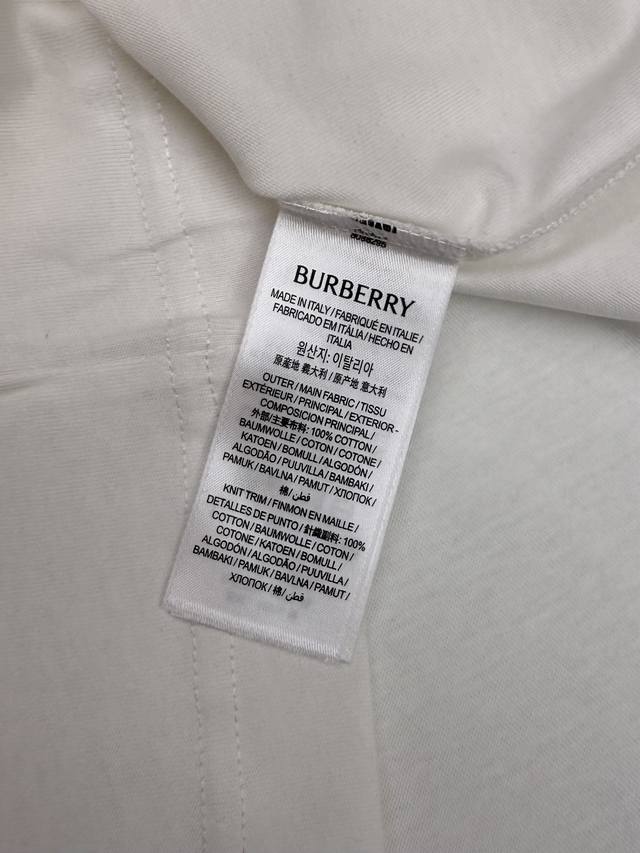 BURBERRY
MADE IN ITALY / FABRIQUÉ EN ITALIE /
FABRICADO EM ITÁLIA / HECHO EN
ITALIA
원산지: 이탈리아
原産地 義大利 / 原产地 意大利
OUTER / MAIN FABRIC / TISSU
EXTÉRIEUR / PRINCIPAL / EXTERIOR -
COMPOSICION PRINCIPAL /
外部/主要布料: 100% COTTON /
BAUMWOLLE / COTON / COTONE /
KATOEN / BOMULL / ALGODÓN /
ALGODÃO / PUUVILLA / BAMBAKI /
PAMUK / BAVLNA / PAMUT / ХЛОПОК /
棉 / قطن
KNIT TRIM / FINMON EN MAILLE /
DETALLES DE PUNTO / 針織副料: 100%
COTTON / BAUMWOLLE / COTON /
COTONE / KATOEN / BOMULL /
ALGODÓN / ALGODÃO / PUUVILLA /
BAMBAKI / PAMUK / BAVLNA / PAMUT /
ХЛОПОК / 棉 / قطن